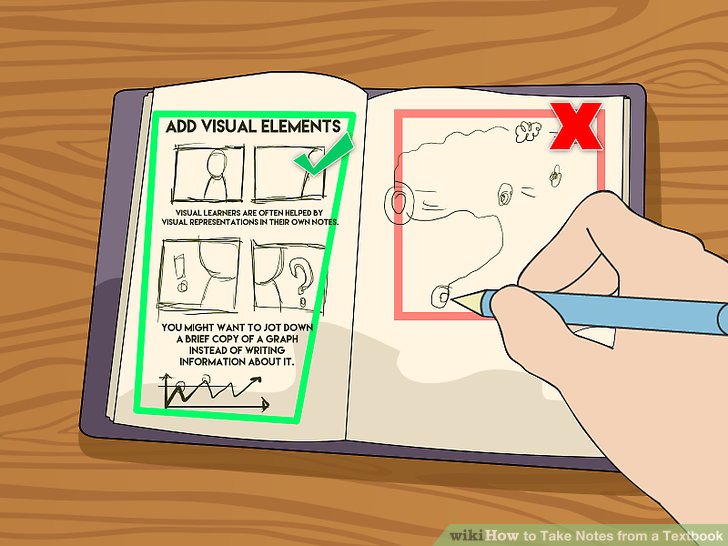 ADD VISUAL ELEMENTS
VISUAL LEARNERS ARE OFTEN HELPED BY
VISUAL REPRESENTATIONS IN THEIR OWN NOTES.
! ?
YOU MIGHT WANT TO JOT DOWN
A BRIEF COPY OF A GRAPH
INSTEAD OF WRITING
INFORMATION ABOUT IT.
wikiHow to Take Notes from a Textbook